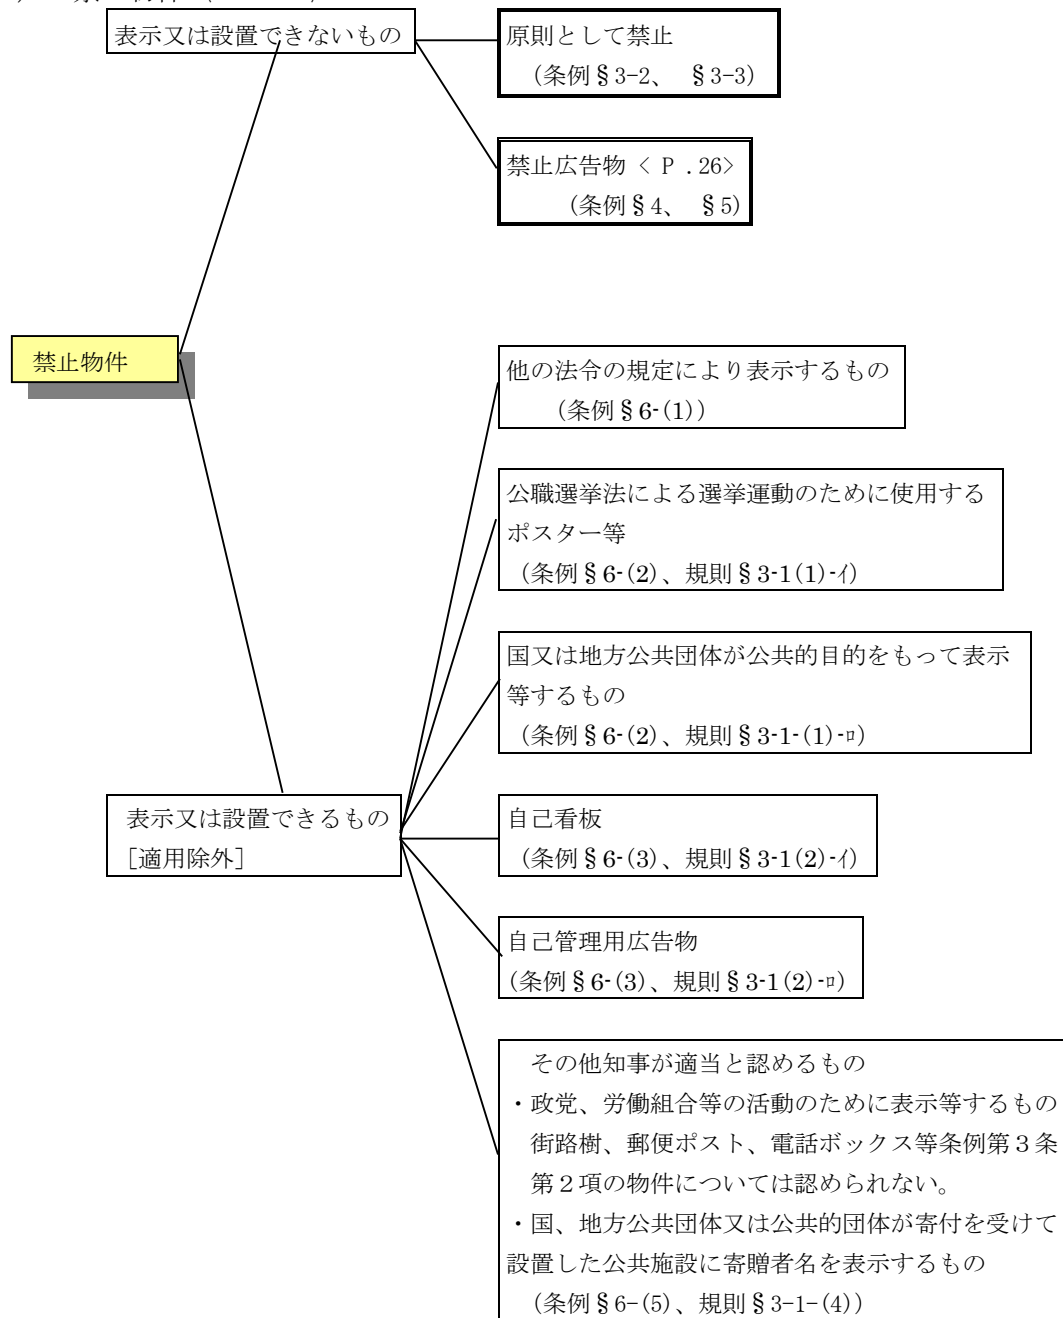 表示又は設置できないもの
原則として禁止
（条例§3−2、　§3−3）
禁止広告物＜Ｐ.26＞
（条例§4、　§5）
禁止物件
他の法令の規定により表示するもの
（条例§6-(1)）
公職選挙法による選挙運動のために使用する
ポスター等
（条例§6-(2)、規則§3-1(1)-ｲ）
国又は地方公共団体が公共的目的をもって表示
等するもの
（条例§6-(2)、規則§3-1-(1)-ﾛ）
表示又は設置できるもの
［適用除外］
自己看板
（条例§6-(3)、規則§3-1(2)-ｲ）
自己管理用広告物
（条例§6-(3)、規則§3-1(2)-ﾛ）
その他知事が適当と認めるもの
・政党、労働組合等の活動のために表示等するもの
街路樹、郵便ポスト、電話ボックス等条例第３条
第２項の物件については認められない。
・国、地方公共団体又は公共的団体が寄付を受けて
設置した公共施設に寄贈者名を表示するもの
（条例§6−(5)、規則§3−1−(4)）